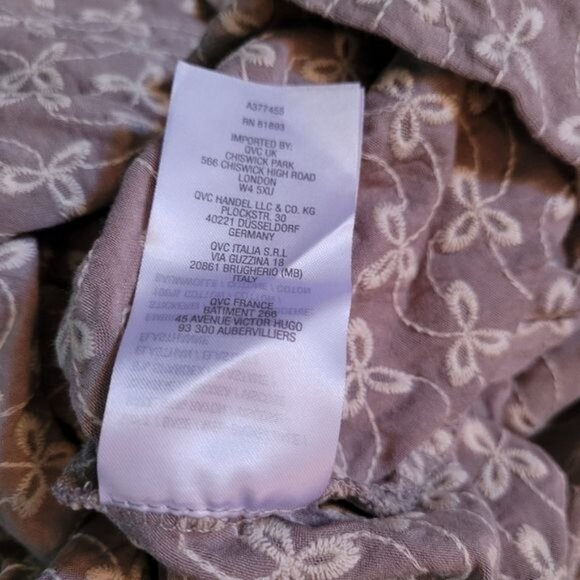 A377455
RN 81893
IMPORTED BY:
QVC UK
CHISWICK PARK
566 CHISWICK HIGH ROAD
LONDON
W4 5XU
QVC HANDEL LLC & CO. KG
PLOCKSTR. 30
40221 DÜSSELDORF
GERMANY
QVC ITALIA S.R.L
VIA GUZZINA 18
20861 BRUGHERIO (MB)
ITALY
QVC FRANCE
BATIMENT 266
45 AVENUE VICTOR HUGO
93 300 AUBERVILLIERS